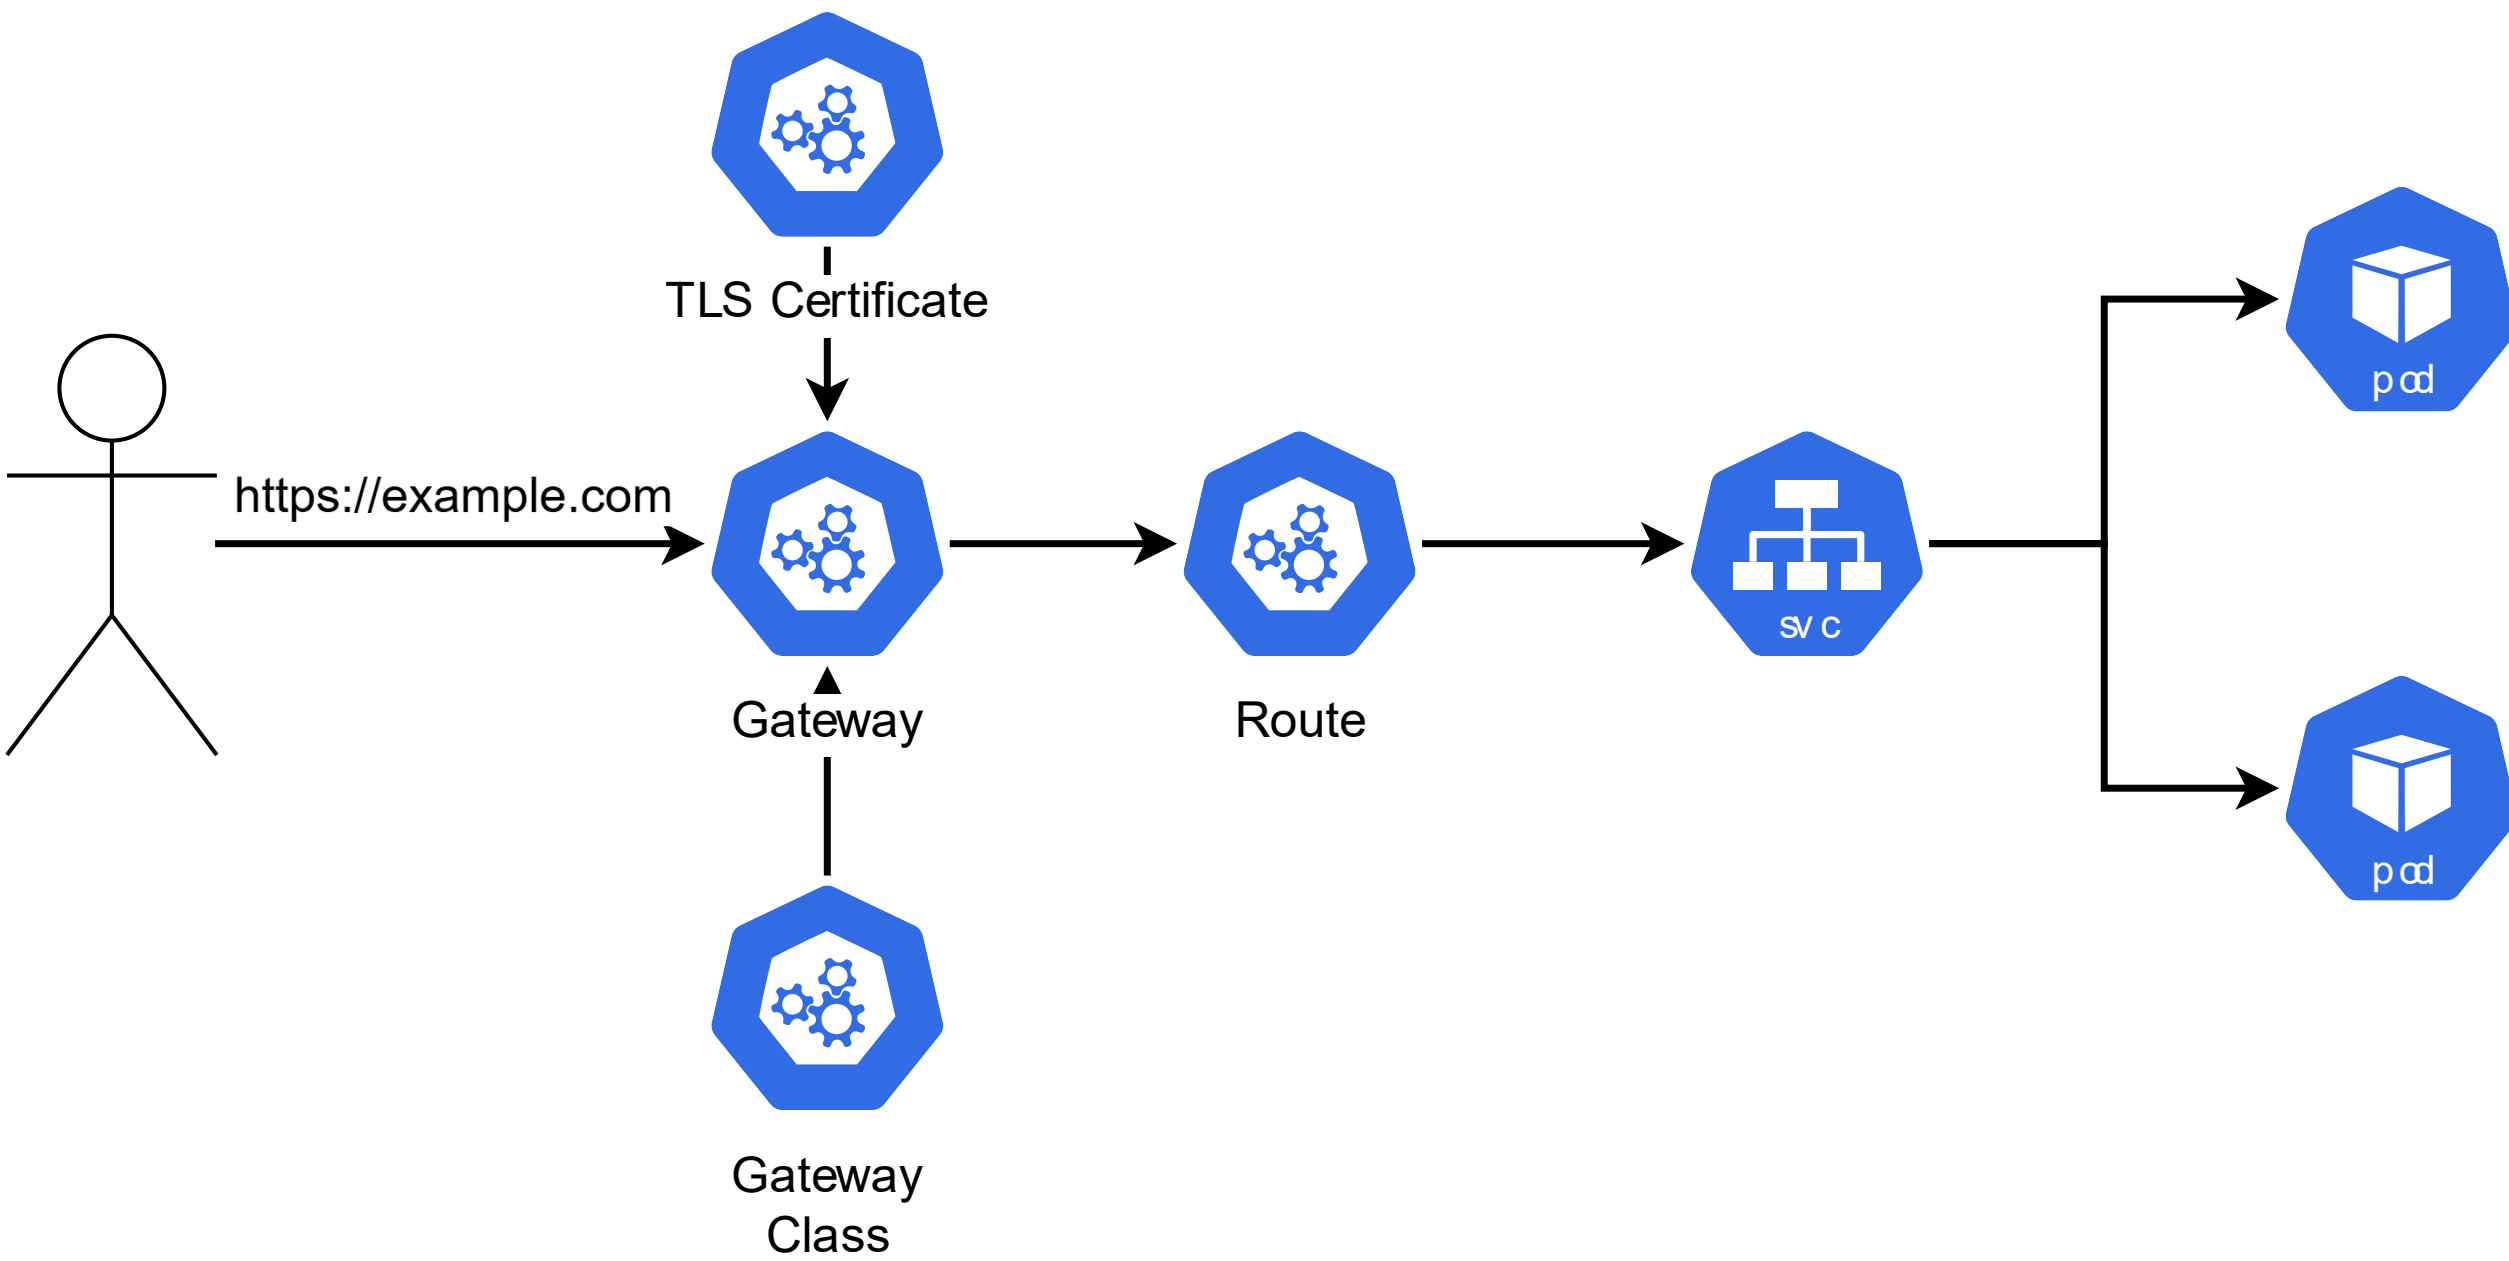 TLS Certificate
https://example.com
Gateway
Route
svc
pod
pod
Gateway
Class